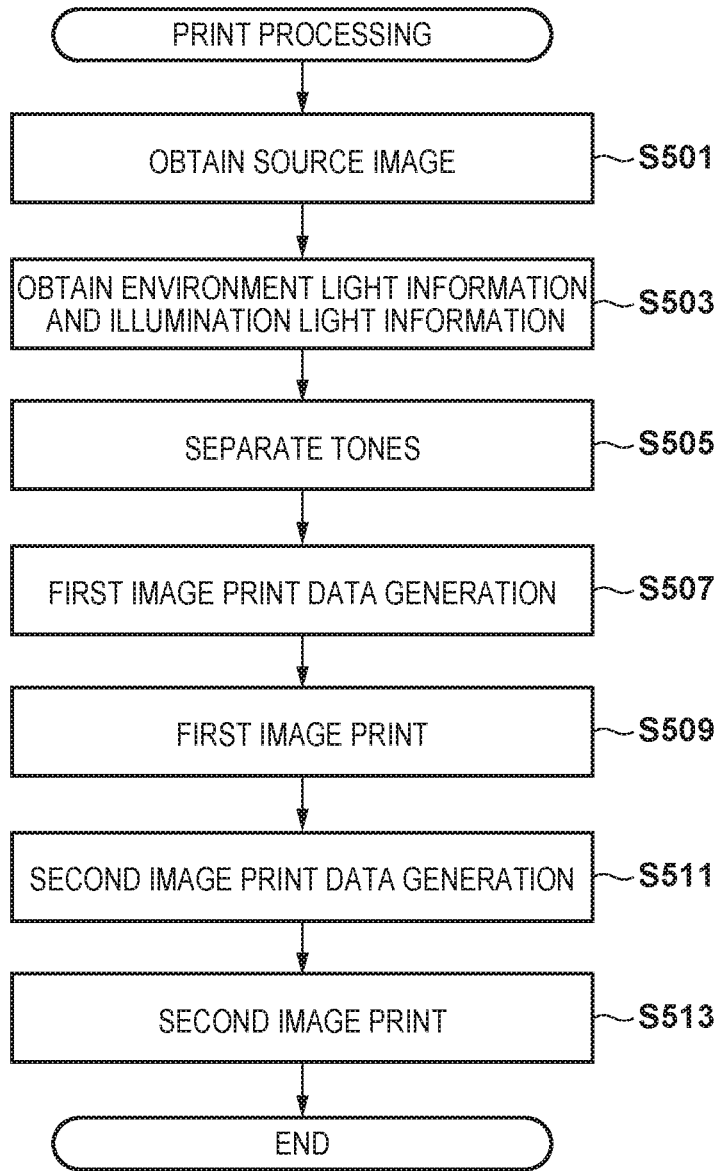 PRINT PROCESSING
OBTAIN SOURCE IMAGE
S501
OBTAIN ENVIRONMENT LIGHT INFORMATION
AND ILLUMINATION LIGHT INFORMATION
S503
SEPARATE TONES
S505
FIRST IMAGE PRINT DATA GENERATION
S507
FIRST IMAGE PRINT
S509
SECOND IMAGE PRINT DATA GENERATION
S511
SECOND IMAGE PRINT
S513
END